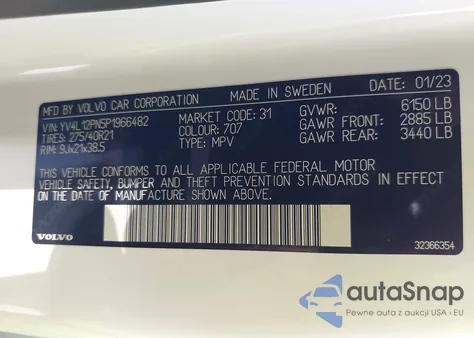 MFD BY VOLVO CAR CORPORATION MADE IN SWEDEN DATE: 01/23
VIN: YV4L12PN5P1966482 MARKET CODE: 31 GVWR: 6150 LB
TIRES: 275/40R21 COLOUR: 707 GAWR FRONT: 2885 LB
RIM: 9Jx21x38.5 TYPE: MPV GAWR REAR: 3440 LB
THIS VEHICLE CONFORMS TO ALL APPLICABLE FEDERAL MOTOR
VEHICLE SAFETY, BUMPER AND THEFT PREVENTION STANDARDS IN EFFECT
ON THE DATE OF MANUFACTURE SHOWN ABOVE.
VOLVO 32366354
autoSnap
Pewne auta z aukcji USA i EU